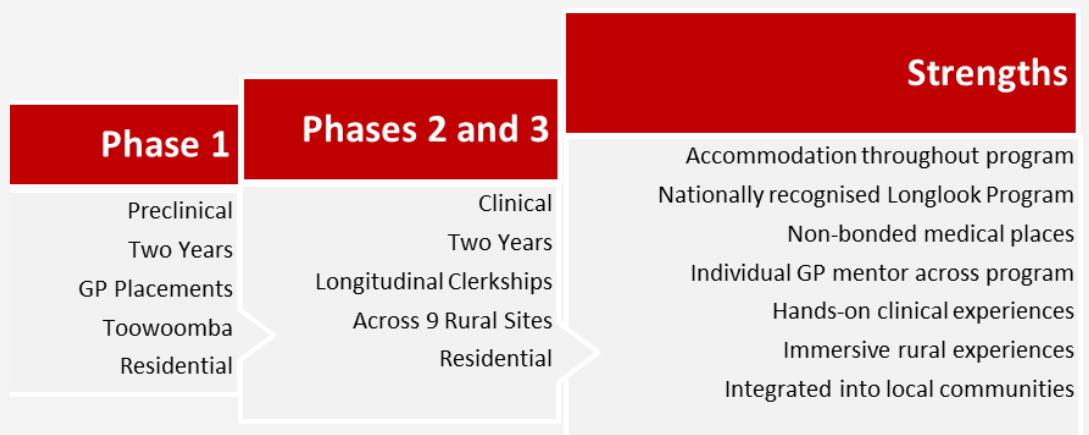 Phase 1
Preclinical
Two Years
GP Placements
Toowoomba
Residential
Phases 2 and 3
Clinical
Two Years
Longitudinal Clerkships
Across 9 Rural Sites
Residential
Strengths
Accommodation throughout program
Nationally recognised Longlook Program
Non-bonded medical places
Individual GP mentor across program
Hands-on clinical experiences
Immersive rural experiences
Integrated into local communities